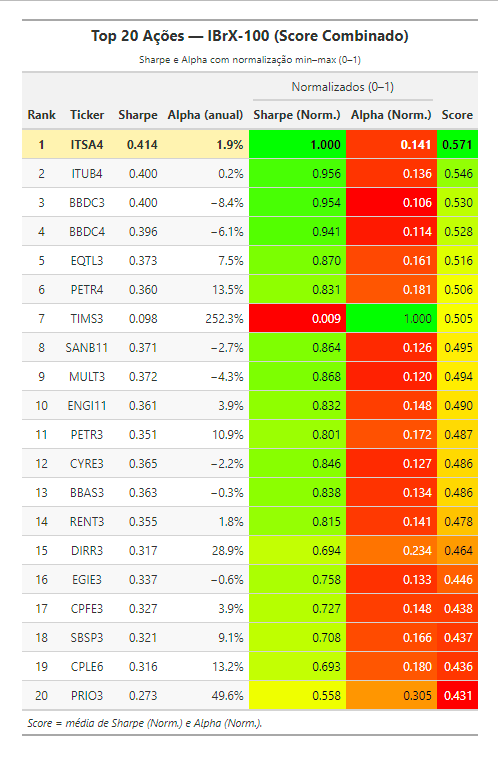 Top 20 Ações — IBrX-100 (Score Combinado)
Sharpe e Alpha com normalização min–max (0–1)
Normalizados (0–1)
Rank Ticker Sharpe Alpha (anual) Sharpe (Norm.) Alpha (Norm.) Score
1 ITSA4 0.414 1.9% 1.000 0.141 0.571
2 ITUB4 0.400 0.2% 0.956 0.136 0.546
3 BBDC3 0.400 −8.4% 0.954 0.106 0.530
4 BBDC4 0.396 −6.1% 0.941 0.114 0.528
5 EQTL3 0.373 7.5% 0.870 0.161 0.516
6 PETR4 0.360 13.5% 0.831 0.181 0.506
7 TIMS3 0.098 252.3% 0.009 1.000 0.505
8 SANB11 0.371 −2.7% 0.864 0.126 0.495
9 MULT3 0.372 −4.3% 0.868 0.120 0.494
10 ENGI11 0.361 3.9% 0.832 0.148 0.490
11 PETR3 0.351 10.9% 0.801 0.172 0.487
12 CYRE3 0.365 −2.2% 0.846 0.127 0.486
13 BBAS3 0.363 −0.3% 0.838 0.134 0.486
14 RENT3 0.355 1.8% 0.815 0.141 0.478
15 DIRR3 0.317 28.9% 0.694 0.234 0.464
16 EGIE3 0.337 −0.6% 0.758 0.133 0.446
17 CPFE3 0.327 3.9% 0.727 0.148 0.438
18 SBSP3 0.321 9.1% 0.708 0.166 0.437
19 CPLE6 0.316 13.2% 0.693 0.180 0.436
20 PRIO3 0.273 49.6% 0.558 0.305 0.431
Score = média de Sharpe (Norm.) e Alpha (Norm.).